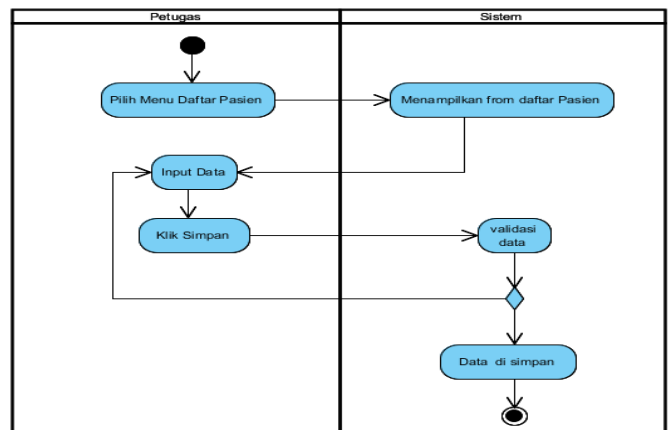 Petugas
Sistem
Pilih Menu Daftar Pasien
Menampilkan from daftar Pasien
Input Data
Klik Simpan
validasi
data
Data di simpan